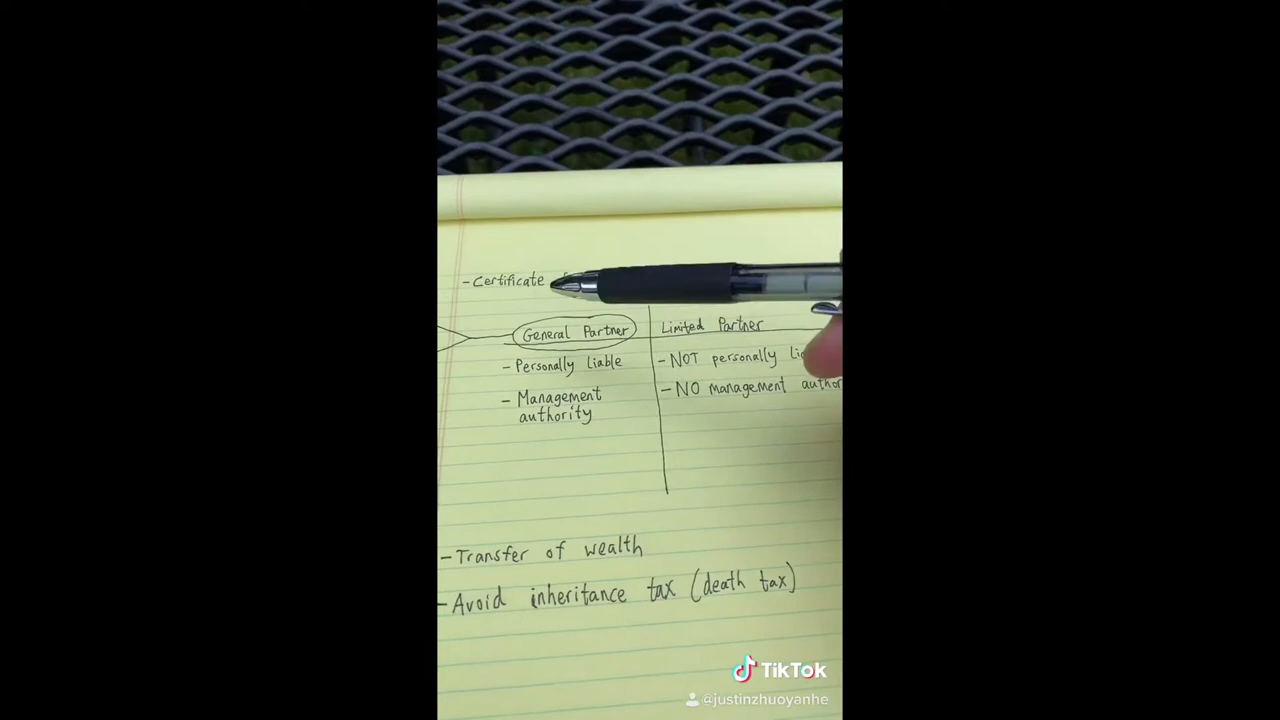 - Certificate
General Partner
Limited Partner
- Personally Liable
- NOT personally
- Management
authority
- NO management
- Transfer of wealth
- Avoid inheritance tax (death tax)
TikTok
@justinzhuoyanhe